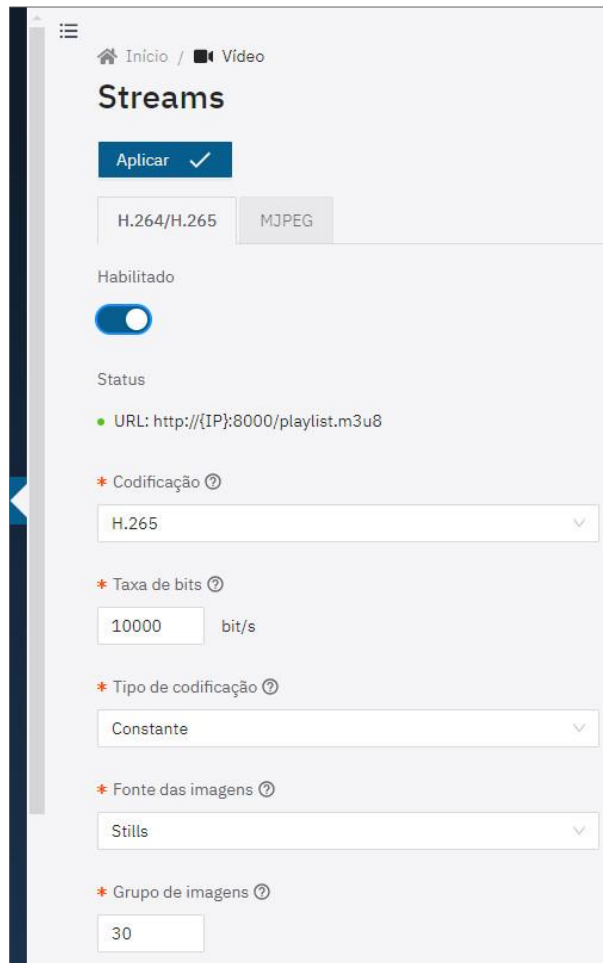 Início / Vídeo
Streams
Aplicar
H.264/H.265 MJPEG
Habilitado
Status
• URL: http://{IP}:8000/playlist.m3u8
* Codificação
H.265
* Taxa de bits
10000 bit/s
* Tipo de codificação
Constante
* Fonte das imagens
Stills
* Grupo de imagens
30